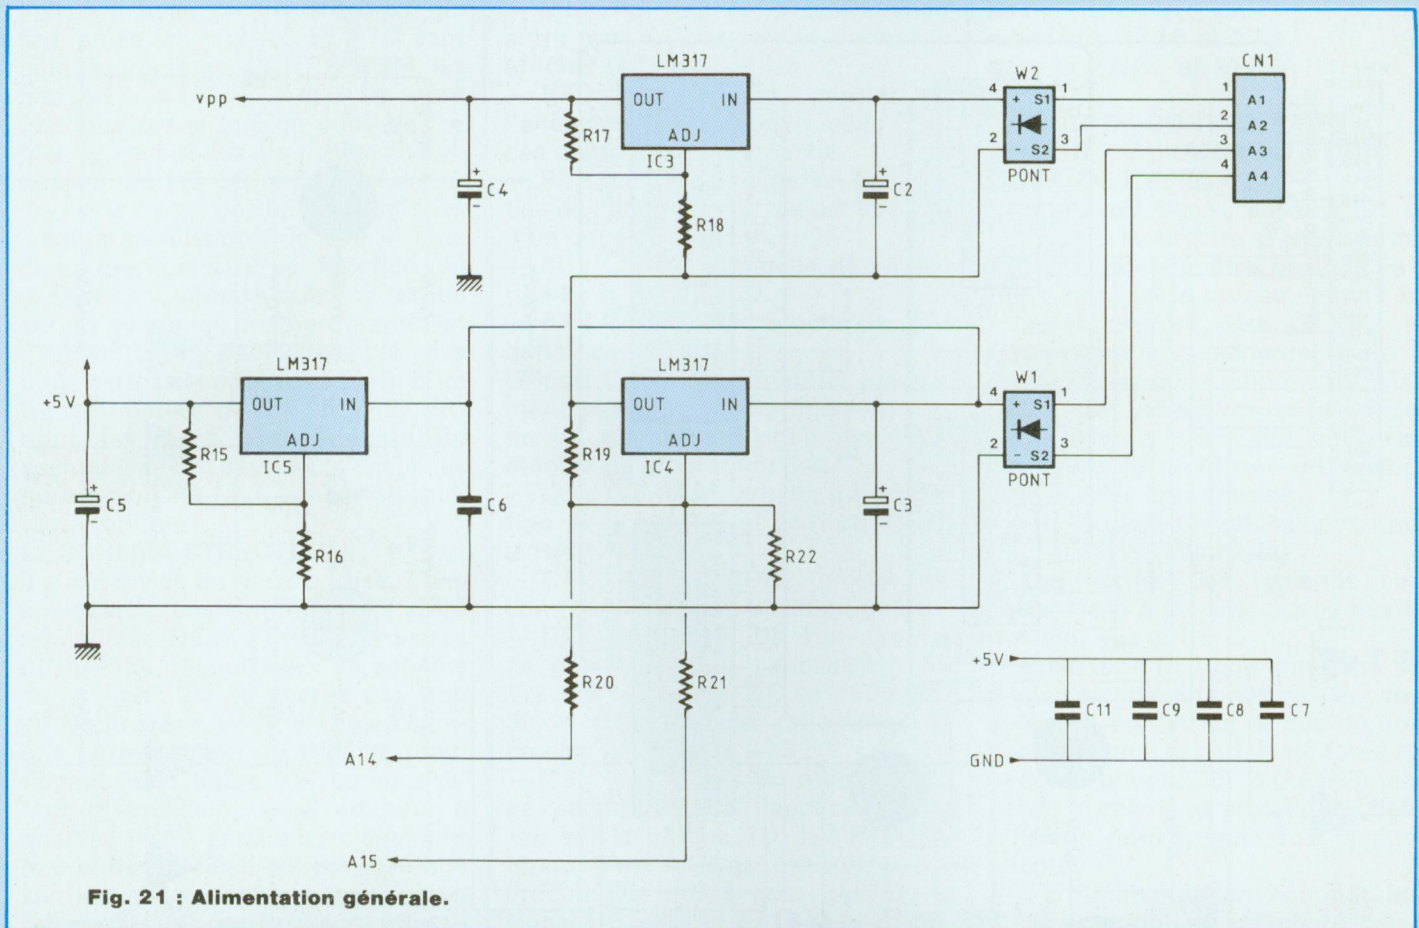 LM317
W2
CN1
vpp
OUT IN
ADJ
IC3
R17
R18
C4
C2
4 + S1 1
2 - S2 3
PONT
1 A1
2 A2
3 A3
4 A4
LM317
LM317
W1
+5V
OUT IN
ADJ
IC5
OUT IN
ADJ
IC4
4 + S1 1
2 - S2 3
PONT
R15
R19
C5
C6
C3
R16
R22
R20
R21
+5V
C11 C9 C8 C7
GND
A14
A15
Fig. 21 : Alimentation générale.